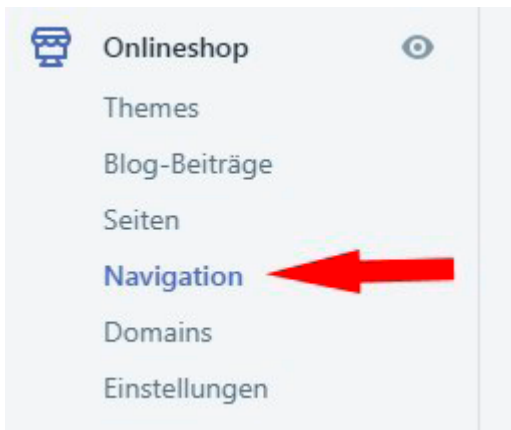 Onlineshop
Themes
Blog-Beiträge
Seiten
Navigation
Domains
Einstellungen